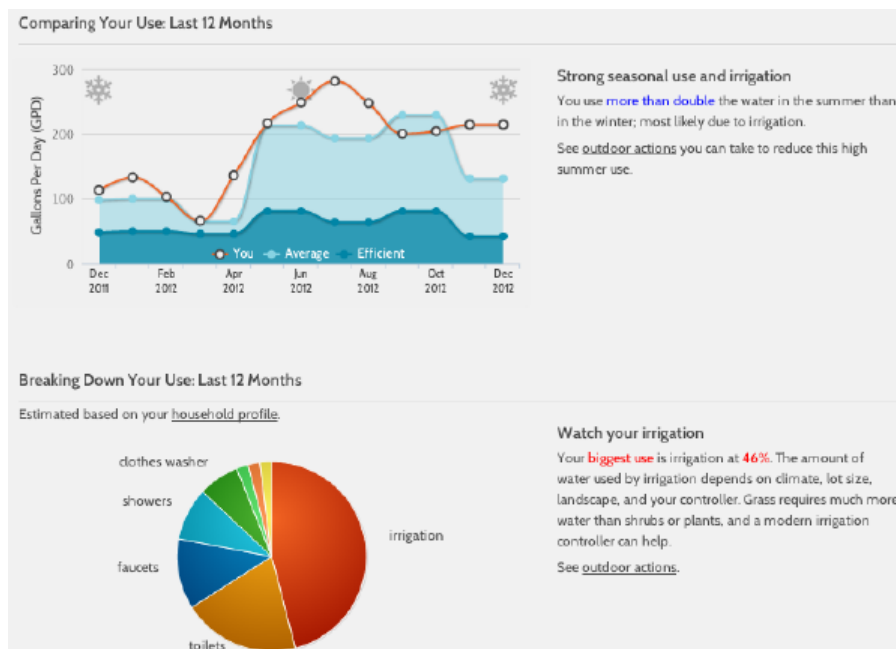 Comparing Your Use: Last 12 Months
300
200
100
0
Gallons Per Day (GPD)
You
Average
Efficient
Dec 2011
Feb 2012
Apr 2012
Jun 2012
Aug 2012
Oct 2012
Dec 2012
Strong seasonal use and irrigation
You use more than double the water in the summer than
in the winter; most likely due to irrigation.
See outdoor actions you can take to reduce this high
summer use.
Breaking Down Your Use: Last 12 Months
Estimated based on your household profile.
clothes washer
showers
faucets
toilets
irrigation
Watch your irrigation
Your biggest use is irrigation at 46%. The amount of
water used by irrigation depends on climate, lot size,
landscape, and your controller. Grass requires much more
water than shrubs or plants, and a modern irrigation
controller can help.
See outdoor actions.